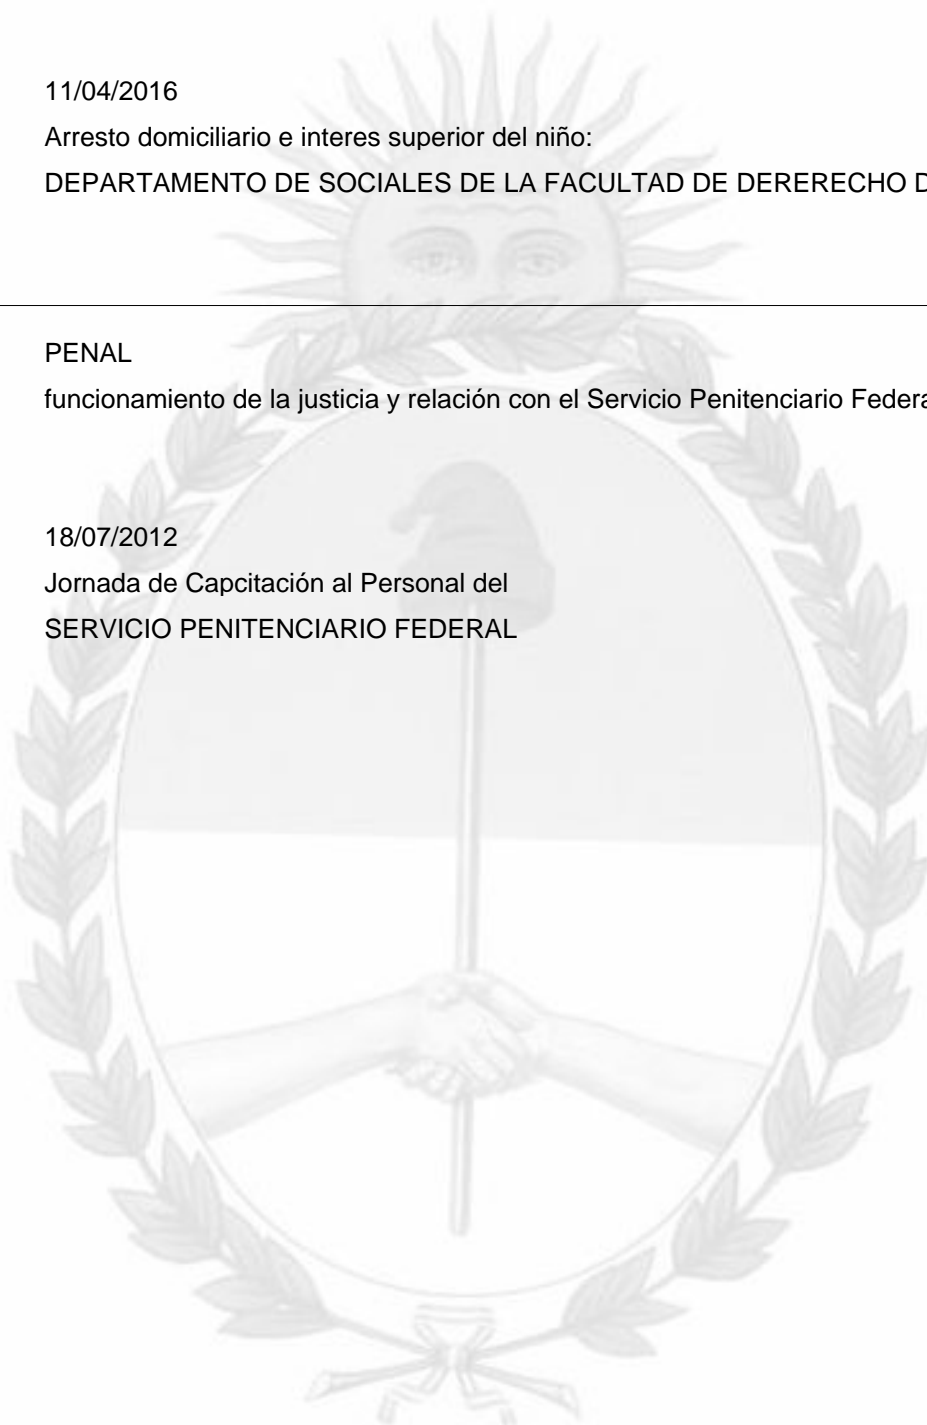 11/04/2016
Arresto domiciliario e interes superior del niño:
DEPARTAMENTO DE SOCIALES DE LA FACULTAD DE DERERECHO D
PENAL
funcionamiento de la justicia y relación con el Servicio Penitenciario Federa
18/07/2012
Jornada de Capcitación al Personal del
SERVICIO PENITENCIARIO FEDERAL